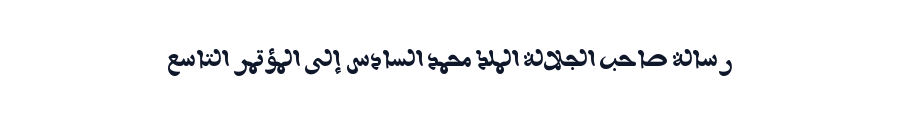 رسالة صاحب الجلالة الملك محمد السادس إلى المؤتمر التاسع